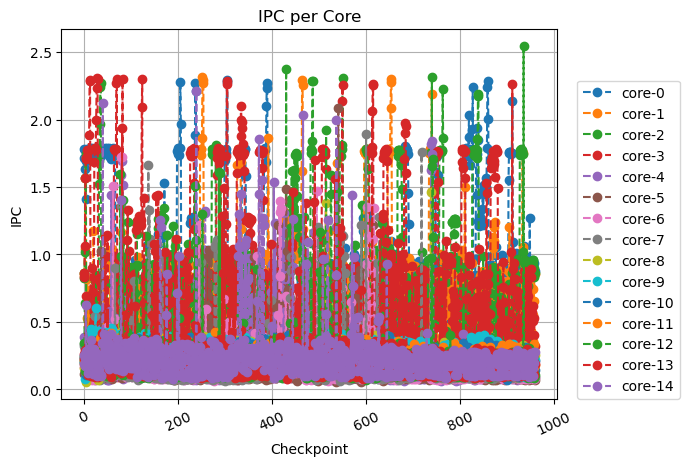 IPC per Core
IPC
2.5
2.0
1.5
1.0
0.5
0.0
0
200
400
600
800
1000
Checkpoint
core-0
core-1
core-2
core-3
core-4
core-5
core-6
core-7
core-8
core-9
core-10
core-11
core-12
core-13
core-14